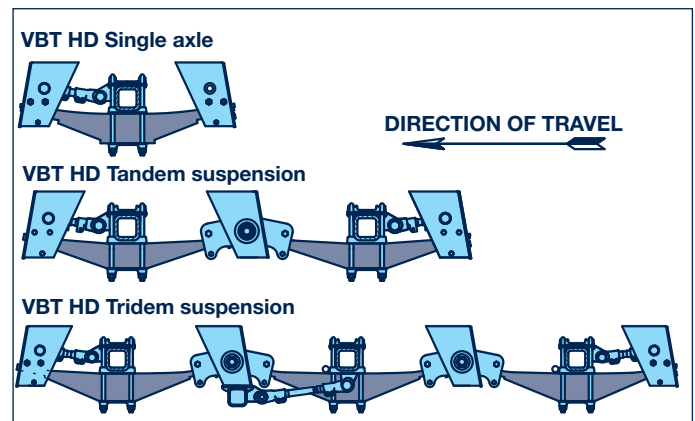 VBT HD Single axle
DIRECTION OF TRAVEL
VBT HD Tandem suspension
VBT HD Tridem suspension